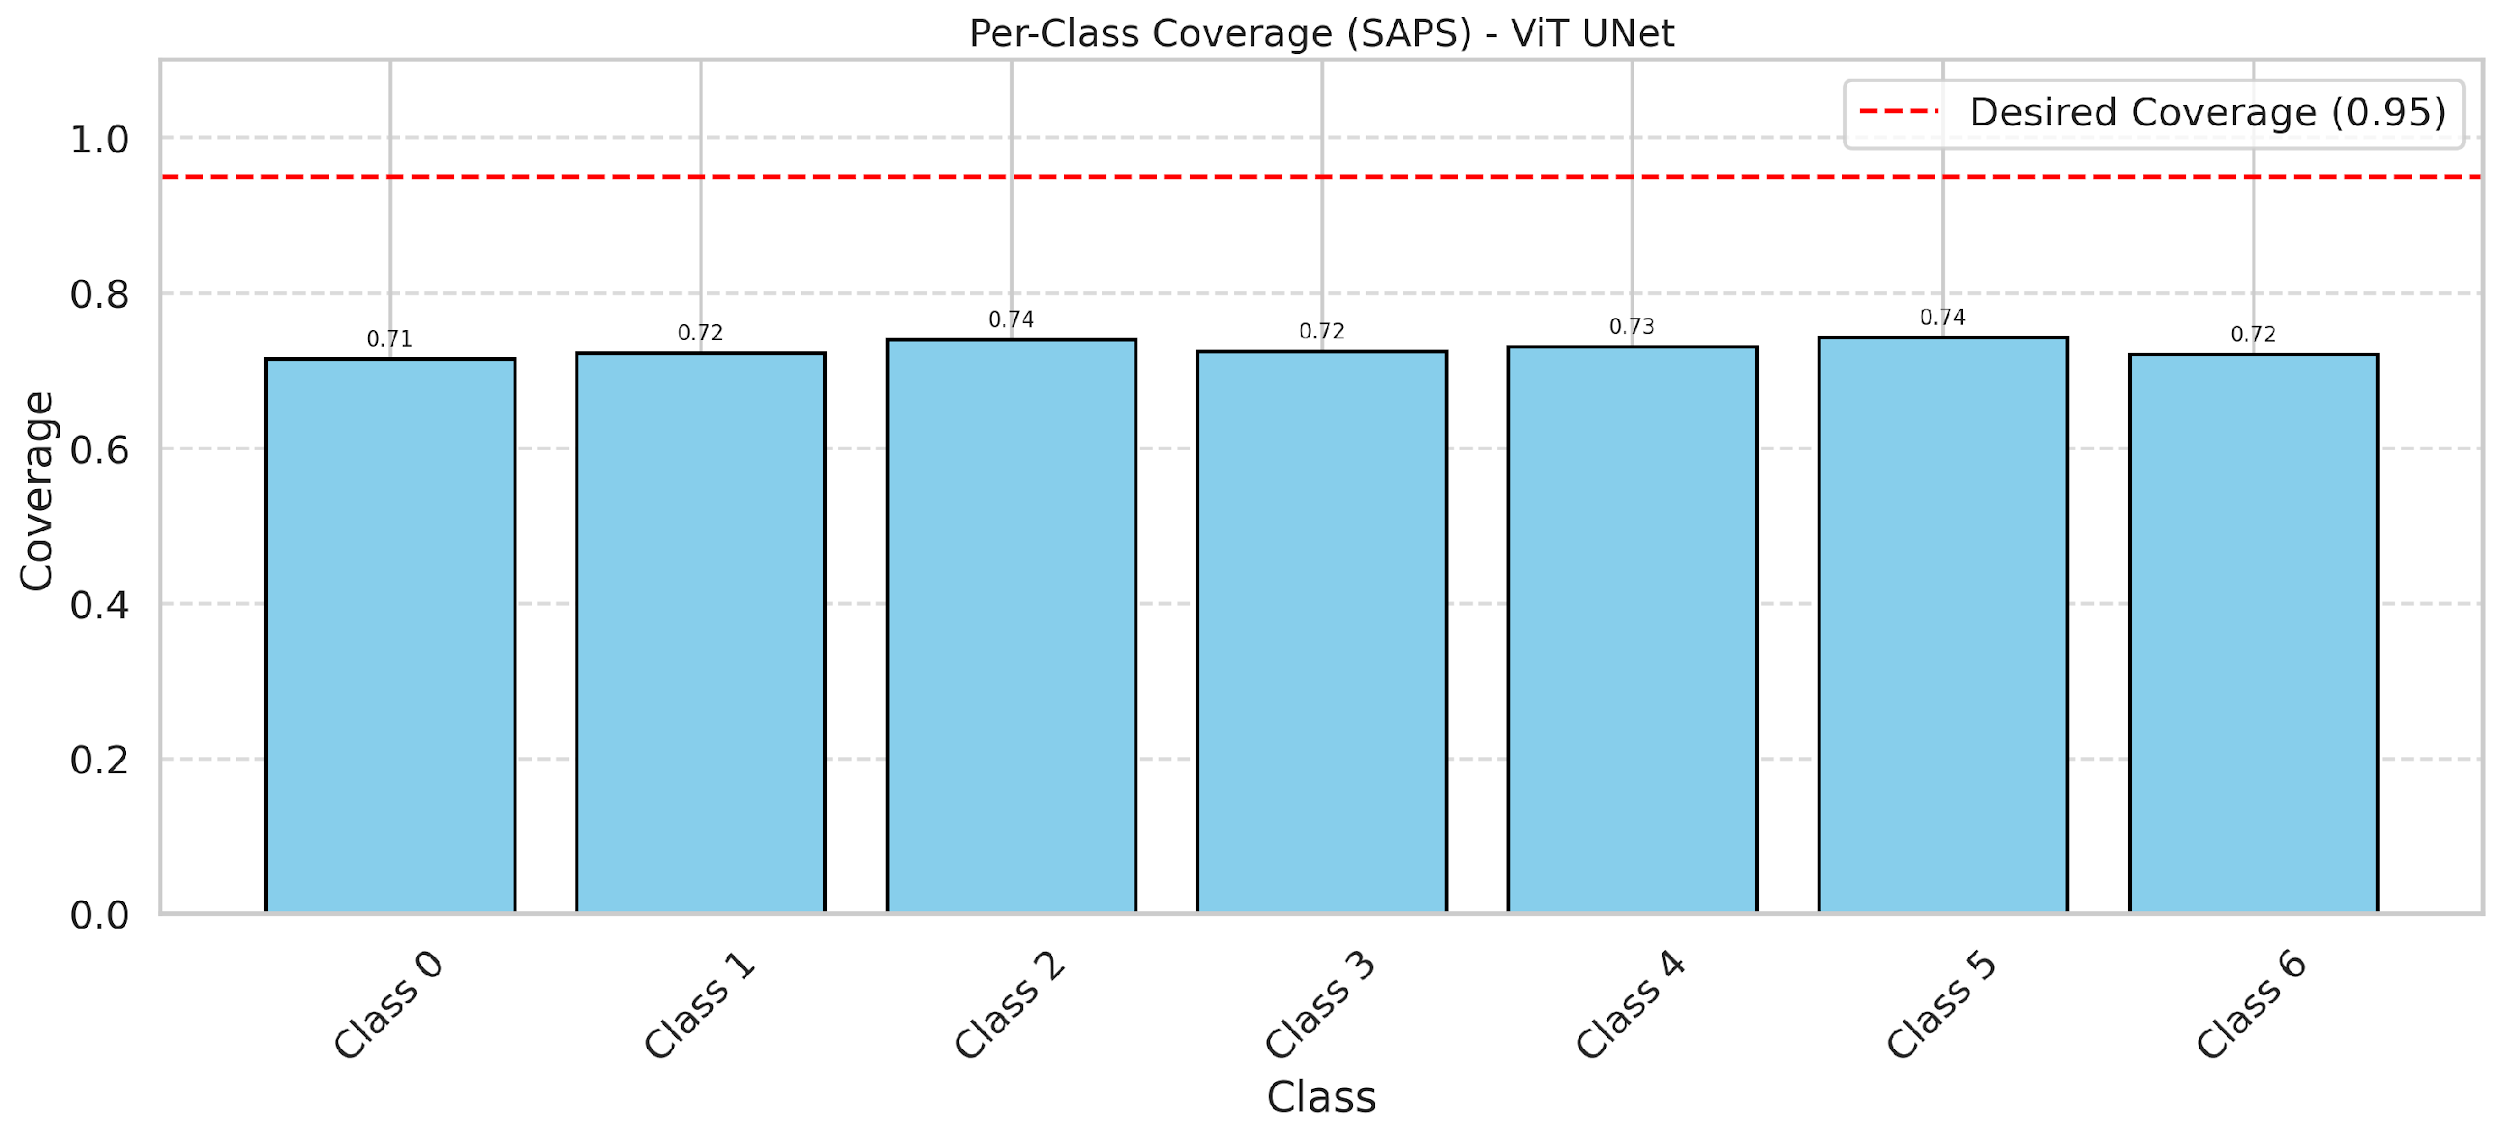 Per-Class Coverage (SAPS) - ViT UNet
Desired Coverage (0.95)
1.0
0.8
0.6
0.4
0.2
0.0
Coverage
0.71
0.72
0.74
0.72
0.73
0.74
0.72
Class 0
Class 1
Class 2
Class 3
Class 4
Class 5
Class 6
Class